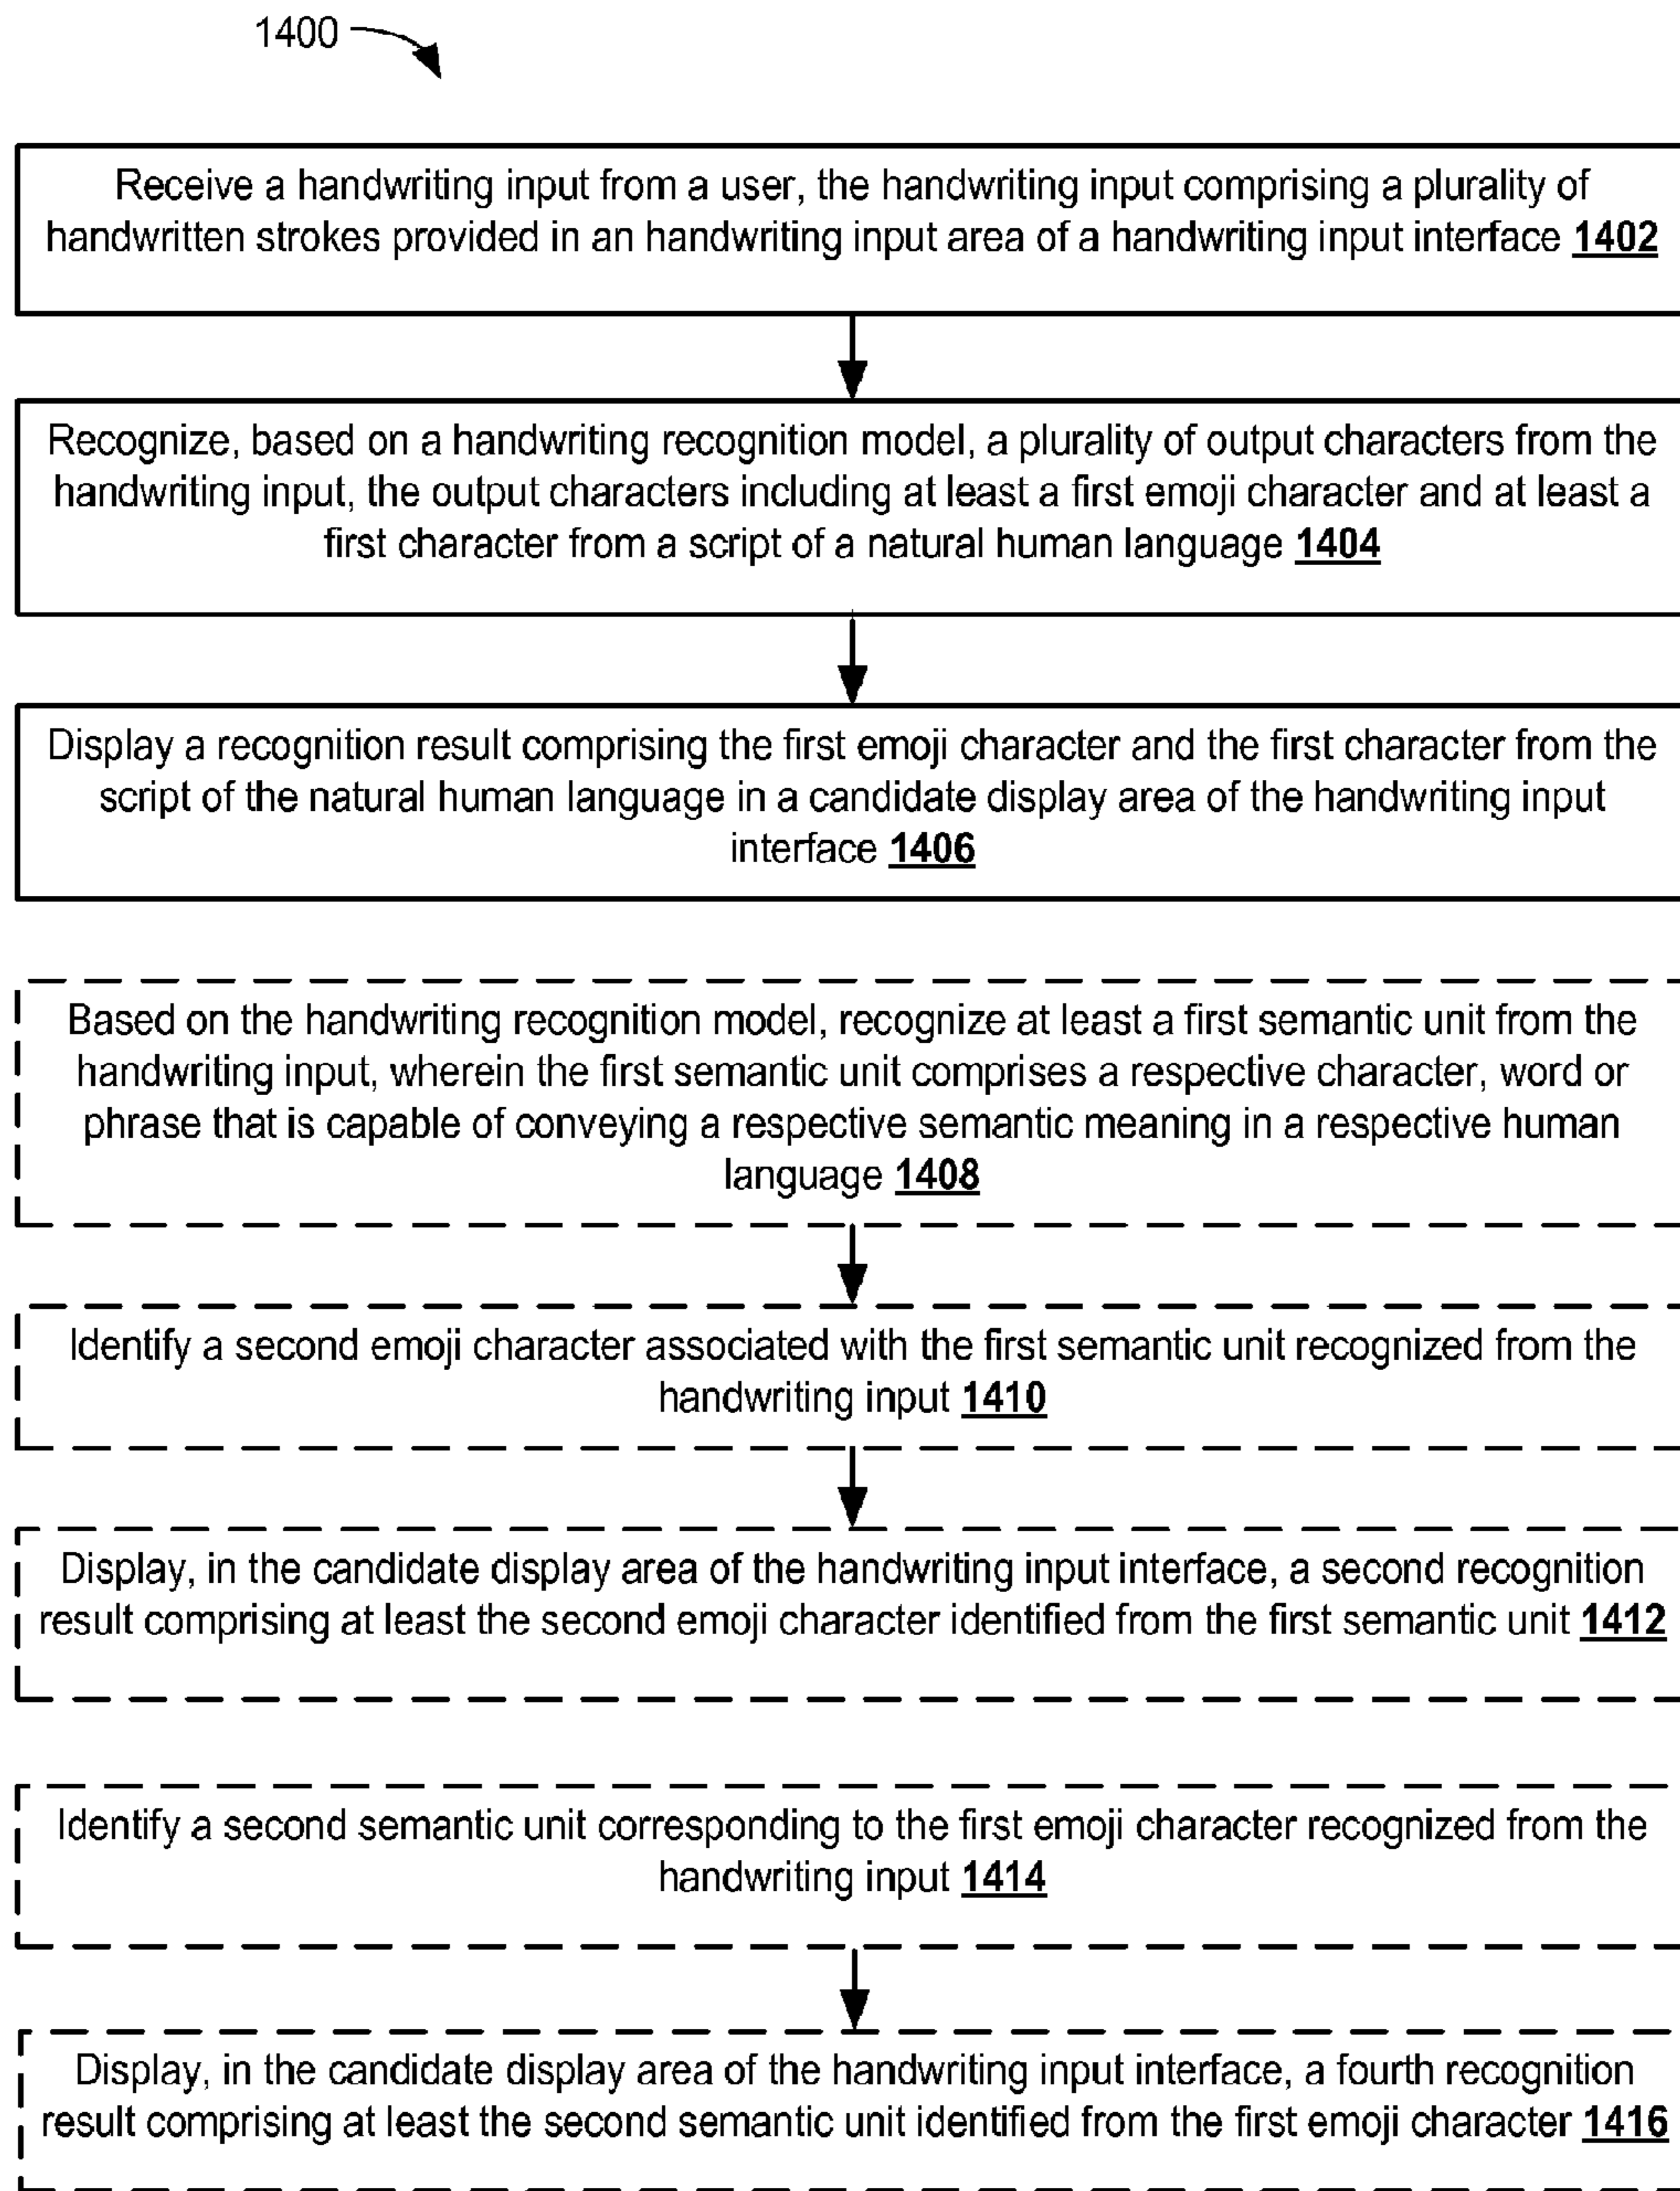 1400
Receive a handwriting input from a user, the handwriting input comprising a plurality of
handwritten strokes provided in an handwriting input area of a handwriting input interface 1402
Recognize, based on a handwriting recognition model, a plurality of output characters from the
handwriting input, the output characters including at least a first emoji character and at least a
first character from a script of a natural human language 1404
Display a recognition result comprising the first emoji character and the first character from the
script of the natural human language in a candidate display area of the handwriting input
interface 1406
Based on the handwriting recognition model, recognize at least a first semantic unit from the
handwriting input, wherein the first semantic unit comprises a respective character, word or
phrase that is capable of conveying a respective semantic meaning in a respective human
language 1408
Identify a second emoji character associated with the first semantic unit recognized from the
handwriting input 1410
Display, in the candidate display area of the handwriting input interface, a second recognition
result comprising at least the second emoji character identified from the first semantic unit 1412
Identify a second semantic unit corresponding to the first emoji character recognized from the
handwriting input 1414
Display, in the candidate display area of the handwriting input interface, a fourth recognition
result comprising at least the second semantic unit identified from the first emoji character 1416